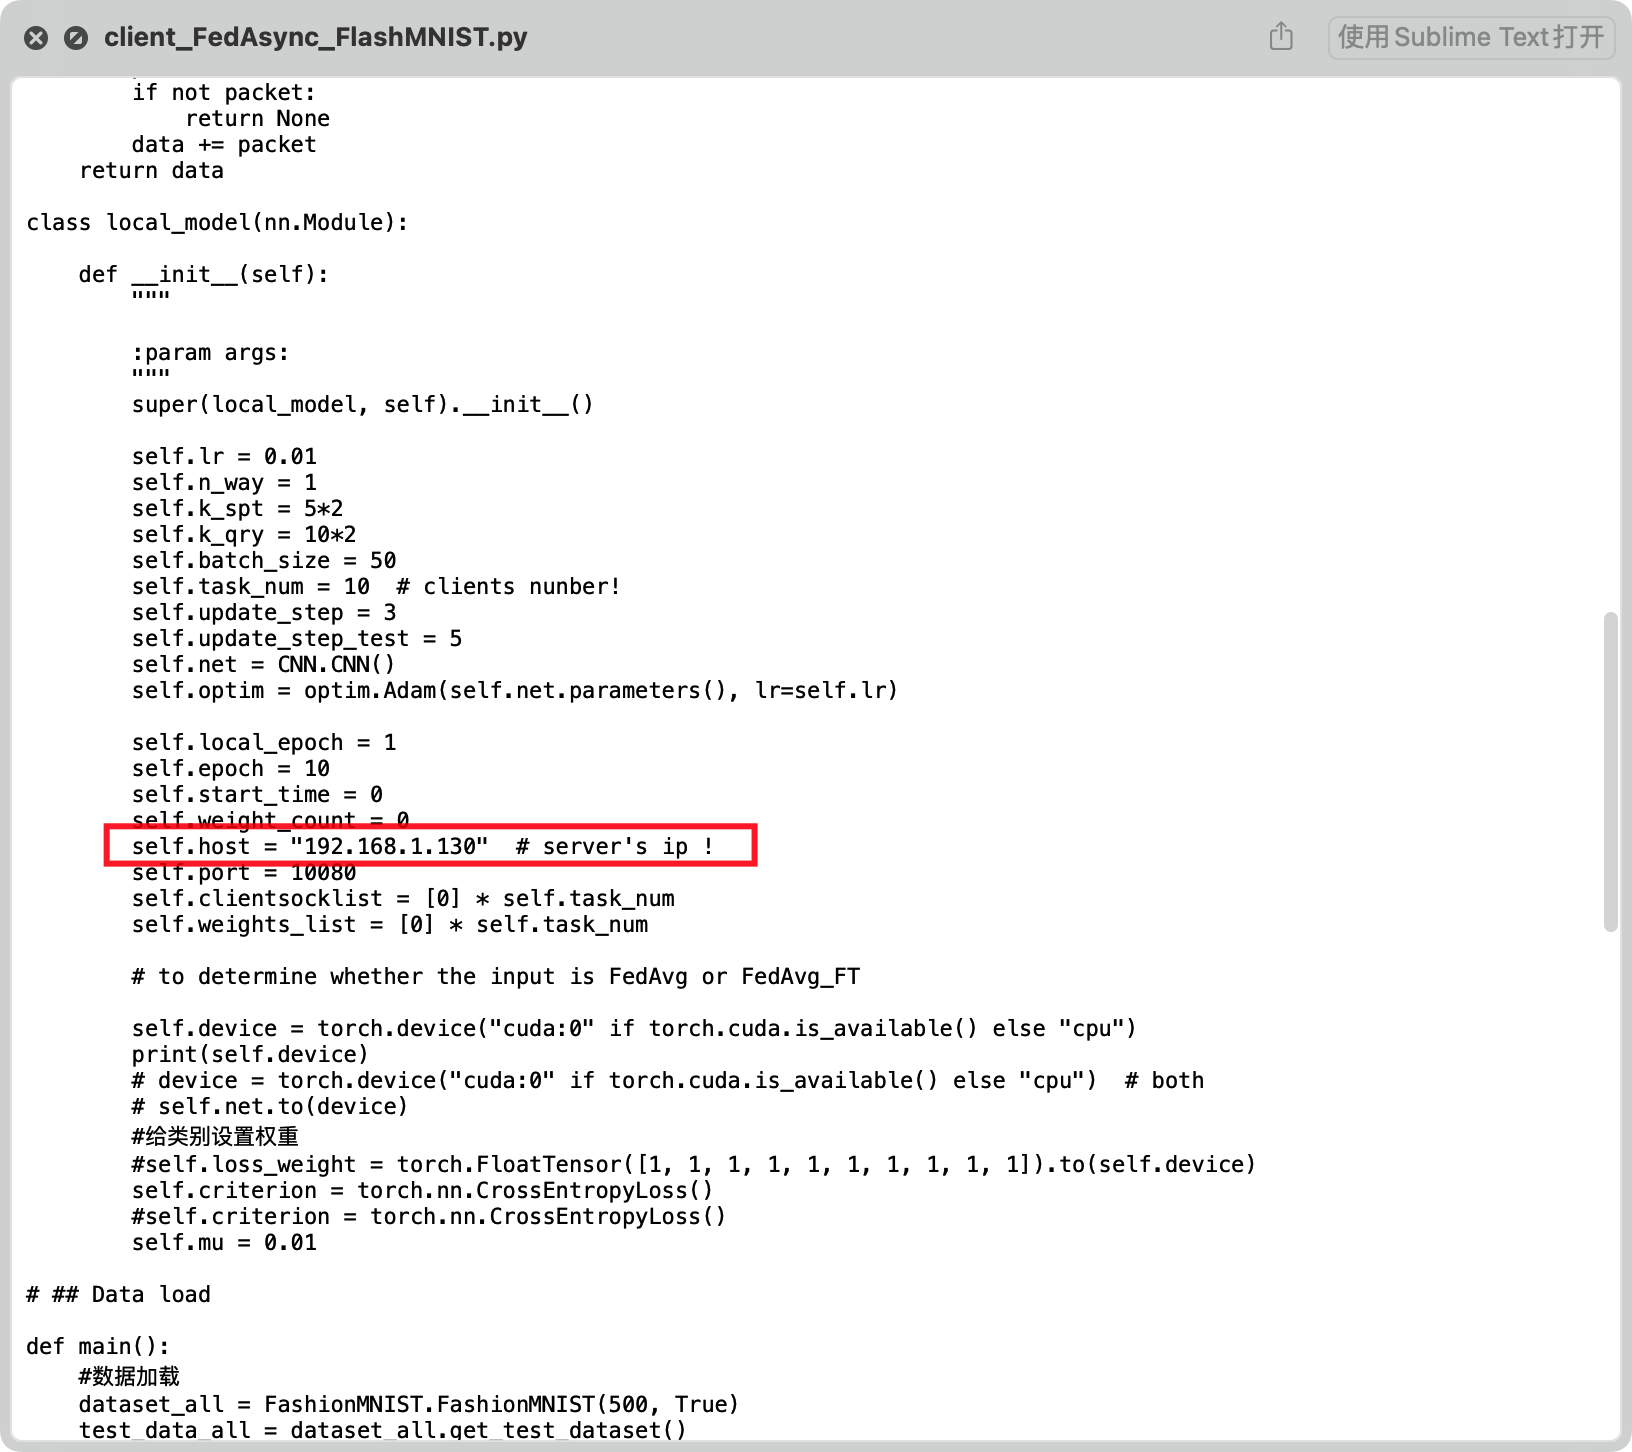 client_FedAsync_FlashMNIST.py
使用Sublime Text打开
        if not packet:
            return None
        data += packet
    return data

class local_model(nn.Module):

    def __init__(self):
        """

        :param args:
        """
        super(local_model, self).__init__()

        self.lr = 0.01
        self.n_way = 1
        self.k_spt = 5*2
        self.k_qry = 10*2
        self.batch_size = 50
        self.task_num = 10  # clients nunber!
        self.update_step = 3
        self.update_step_test = 5
        self.net = CNN.CNN()
        self.optim = optim.Adam(self.net.parameters(), lr=self.lr)

        self.local_epoch = 1
        self.epoch = 10
        self.start_time = 0
        self.weight_count = 0
        self.host = "192.168.1.130"  # server's ip !
        self.port = 10080
        self.clientsocklist = [0] * self.task_num
        self.weights_list = [0] * self.task_num

        # to determine whether the input is FedAvg or FedAvg_FT

        self.device = torch.device("cuda:0" if torch.cuda.is_available() else "cpu")
        print(self.device)
        # device = torch.device("cuda:0" if torch.cuda.is_available() else "cpu")  # both
        # self.net.to(device)
        #给类别设置权重
        #self.loss_weight = torch.FloatTensor([1, 1, 1, 1, 1, 1, 1, 1, 1, 1]).to(self.device)
        self.criterion = torch.nn.CrossEntropyLoss()
        #self.criterion = torch.nn.CrossEntropyLoss()
        self.mu = 0.01

# ## Data load

def main():
    #数据加载
    dataset_all = FashionMNIST.FashionMNIST(500, True)
    test_data_all = dataset_all.get_test_dataset()